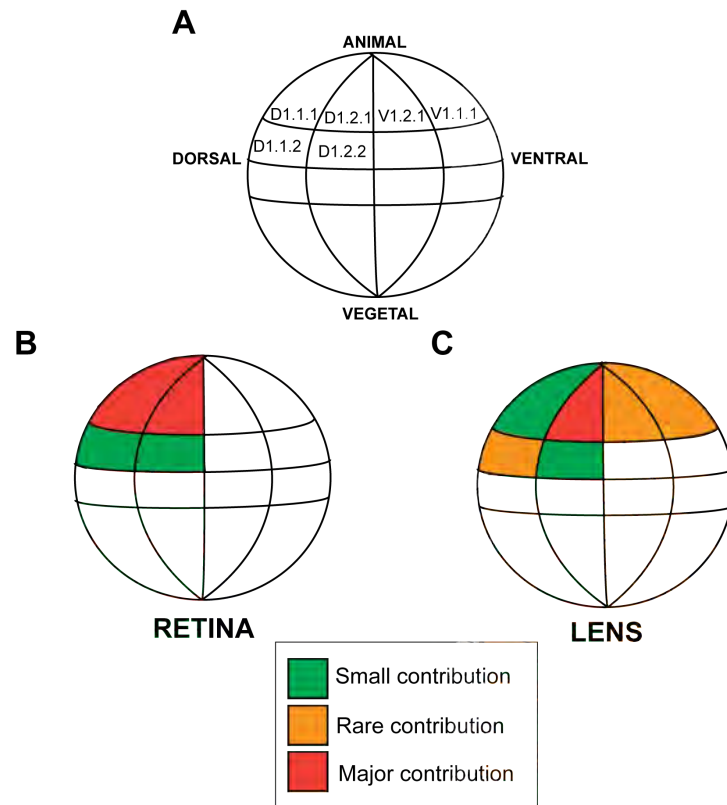 A
ANIMAL
D1.1.1 D1.2.1 V1.2.1 V1.1.1
D1.1.2 D1.2.2
DORSAL VENTRAL
VEGETAL
B C
RETINA LENS
Small contribution
Rare contribution
Major contribution